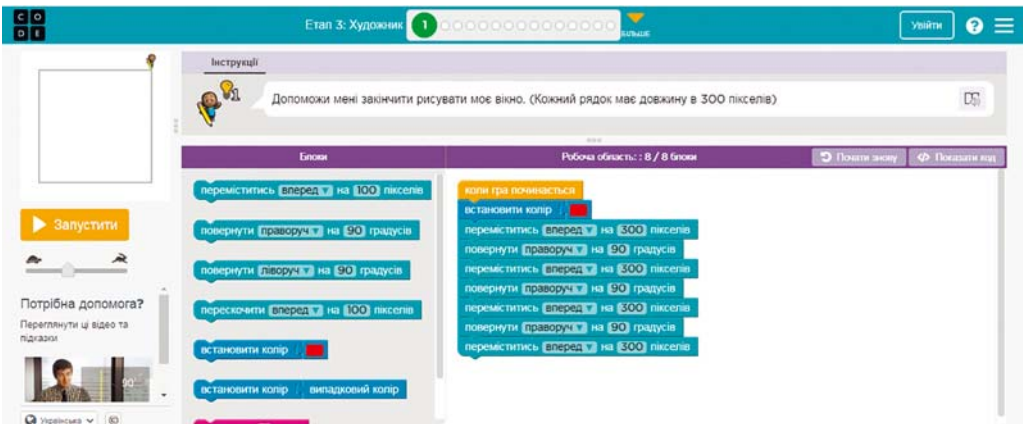 C O
D E
Етап 3: Художник
1
БІЛЬШЕ
Увійти
?
Інструкції
1
Допоможи мені закінчити рисувати моє вікно. (Кожний рядок має довжину в 300 пікселів)
Блоки
Робоча область: : 8 / 8 блоки
Почати знову
Показати код
Запустити
Потрібна допомога?
Переглянути ці відео та
підказки
90°
Українська
переміститись вперед на 100 пікселів
повернути праворуч на 90 градусів
повернути ліворуч на 90 градусів
перескочити вперед на 100 пікселів
встановити колір
встановити колір випадковий колір
коли гра починається
встановити колір
переміститись вперед на 300 пікселів
повернути праворуч на 90 градусів
переміститись вперед на 300 пікселів
повернути праворуч на 90 градусів
переміститись вперед на 300 пікселів
повернути праворуч на 90 градусів
переміститись вперед на 300 пікселів